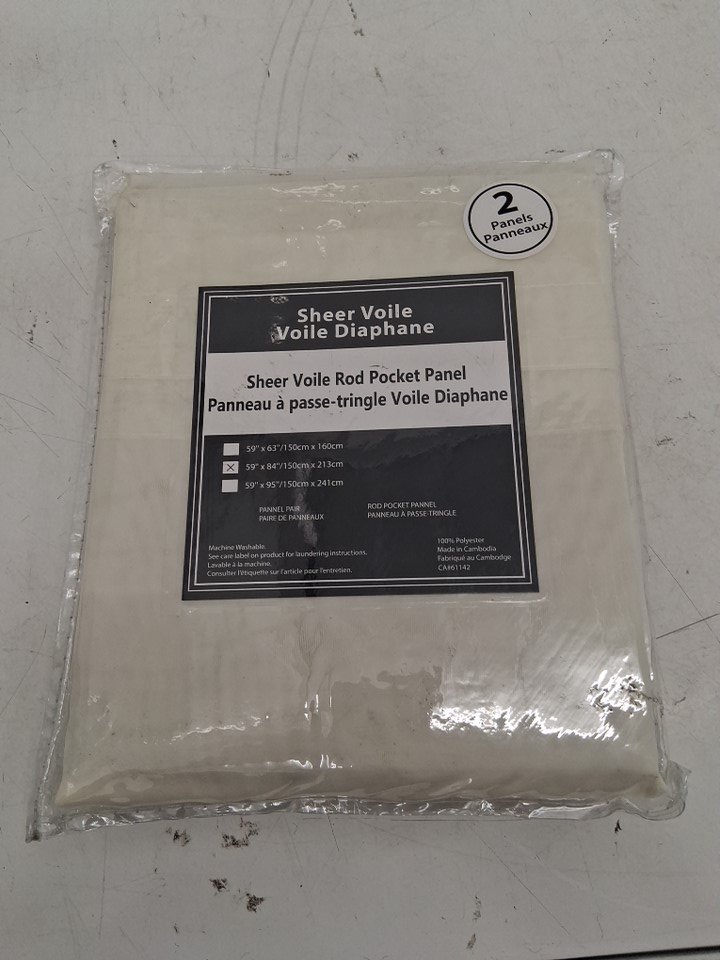 2
Panels
Panneaux
Sheer Voile
Voile Diaphane
Sheer Voile Rod Pocket Panel
Panneau à passe-tringle Voile Diaphane
59" x 63"/150cm x 160cm
59" x 84"/150cm x 213cm
59" x 95"/150cm x 241cm
PANNEL PAIR
PAIRE DE PANNEAUX
ROD POCKET PANNEL
PANNEAU À PASSE-TRINGLE
Machine Washable.
See care label on product for laundering instructions.
Lavable à la machine.
Consulter l'étiquette sur l'article pour l'entretien.
100% Polyester
Made in Cambodia
Fabriqué au Cambodge
CA#61142